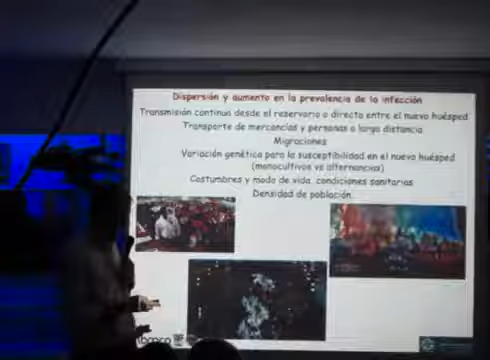 Dispersión y aumento en la prevalencia de la infección
Transmisión continua desde el reservorio o directa entre el nuevo huésped
Transporte de mercancías y personas a larga distancia
Migraciones
Variación genética para la susceptibilidad en el nuevo huésped
(monocultivos vs alternancias)
Costumbres y modo de vida, condiciones sanitarias
Densidad de población